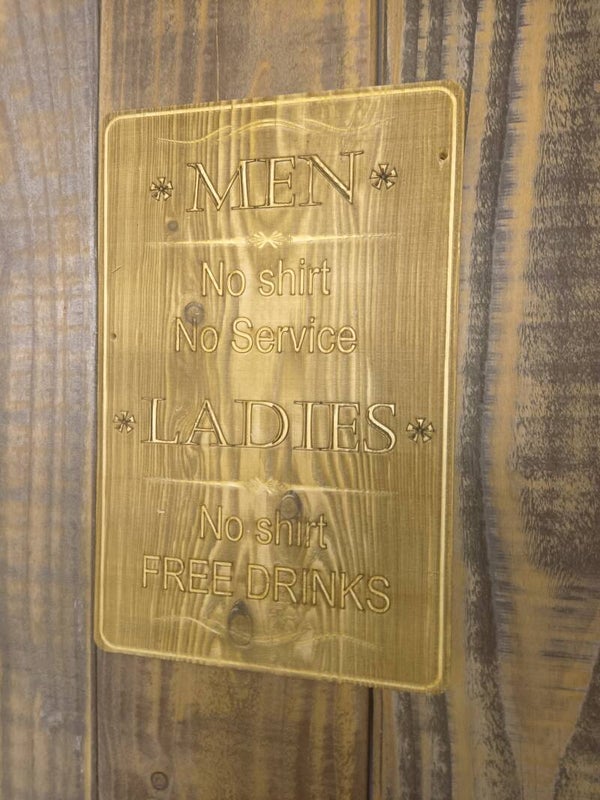 MEN
No shirt
No Service
LADIES
No shirt
FREE DRINKS